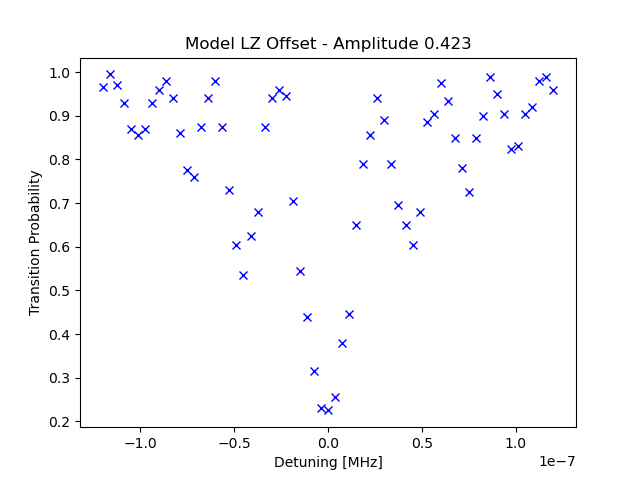 Model LZ Offset - Amplitude 0.423
Transition Probability
1.0
0.9
0.8
0.7
0.6
0.5
0.4
0.3
0.2
−1.0 −0.5 0.0 0.5 1.0
1e−7
Detuning [MHz]